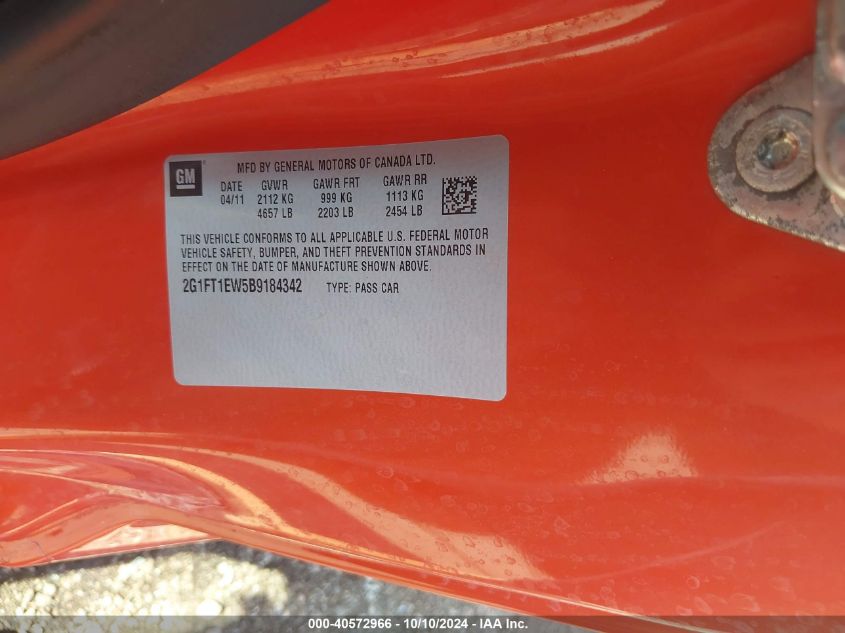 GM
MFD BY GENERAL MOTORS OF CANADA LTD.
DATE GVWR GAWR FRT GAWR RR
04/11 2112 KG 999 KG 1113 KG
4657 LB 2203 LB 2454 LB
THIS VEHICLE CONFORMS TO ALL APPLICABLE U.S. FEDERAL MOTOR
VEHICLE SAFETY, BUMPER, AND THEFT PREVENTION STANDARDS IN
EFFECT ON THE DATE OF MANUFACTURE SHOWN ABOVE.
2G1FT1EW5B9184342 TYPE: PASS CAR
000-40572966 - 10/10/2024 - IAA Inc.